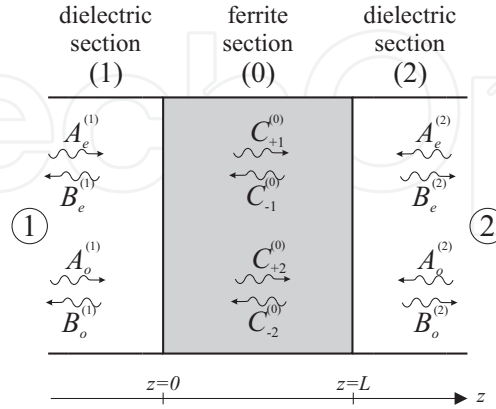 dielectric section (1)
ferrite section (0)
dielectric section (2)
A_e^(1)
B_e^(1)
C_+1^(0)
C_-1^(0)
A_e^(2)
B_e^(2)
1
2
A_o^(1)
B_o^(1)
C_+2^(0)
C_-2^(0)
A_o^(2)
B_o^(2)
z=0
z=L
z